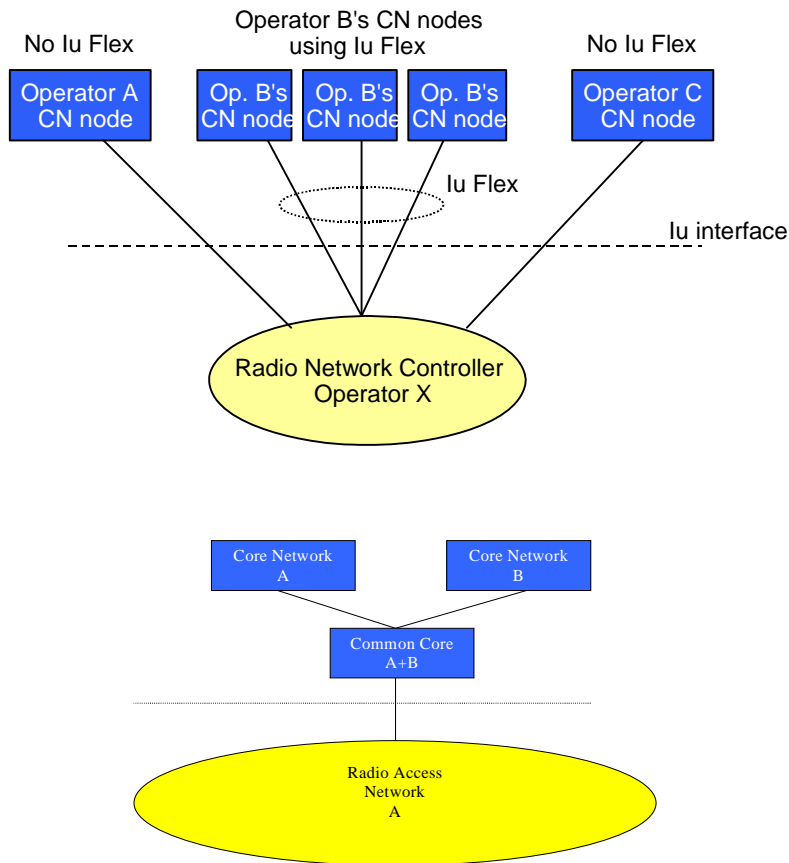 No Iu Flex
Operator B's CN nodes
using Iu Flex
No Iu Flex
Operator A
CN node
Op. B's
CN node
Op. B's
CN node
Op. B's
CN node
Operator C
CN node
Iu Flex
Iu interface
Radio Network Controller
Operator X
Core Network
A
Core Network
B
Common Core
A+B
Radio Access
Network
A